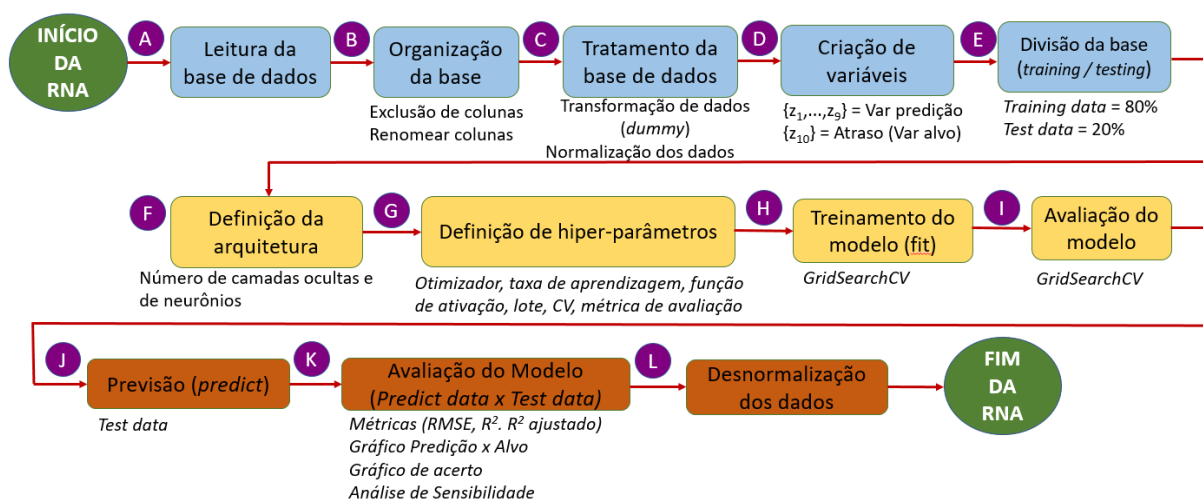 INÍCIO
DA
RNA
A
Leitura da
base de dados
B
Organização
da base
Exclusão de colunas
Renomear colunas
C
Tratamento da
base de dados
Transformação de dados
(dummy)
Normalização dos dados
D
Criação de
variáveis
{z1,...,z9} = Var predição
{z10} = Atraso (Var alvo)
E
Divisão da base
(training / testing)
Training data = 80%
Test data = 20%
F
Definição da
arquitetura
Número de camadas ocultas e
de neurônios
G
Definição de hiper-parâmetros
Otimizador, taxa de aprendizagem, função
de ativação, lote, CV, métrica de avaliação
H
Treinamento do
modelo (fit)
GridSearchCV
I
Avaliação do
modelo
GridSearchCV
J
Previsão (predict)
Test data
K
Avaliação do Modelo
(Predict data x Test data)
Métricas (RMSE, R². R² ajustado)
Gráfico Predição x Alvo
Gráfico de acerto
Análise de Sensibilidade
L
Desnormalização
dos dados
FIM
DA
RNA